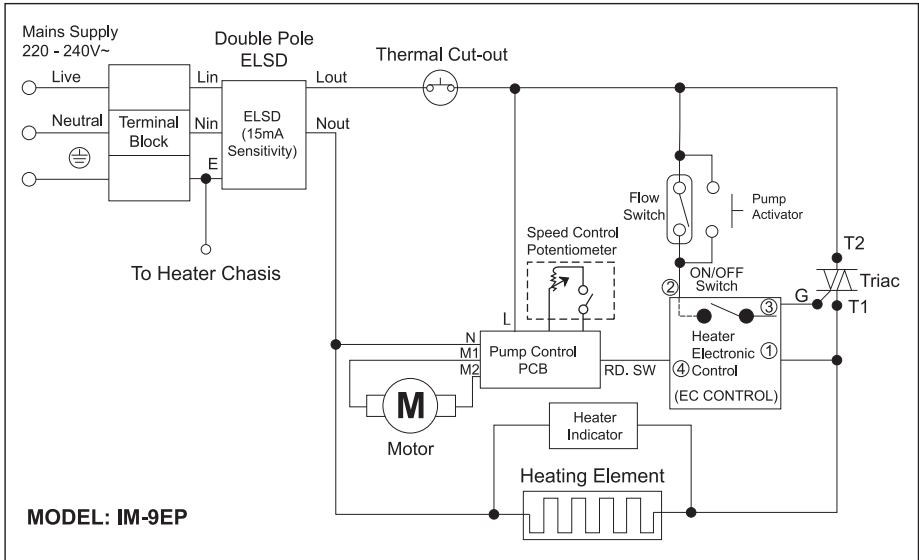 Mains Supply
220 - 240V~
Live
Neutral
Terminal
Block
Lin
Nin
E
Double Pole
ELSD
ELSD
(15mA
Sensitivity)
Lout
Nout
Thermal Cut-out
To Heater Chasis
Flow
Switch
Pump
Activator
Speed Control
Potentiometer
ON/OFF
Switch
T2
Triac
T1
G
②
③
Heater
Electronic
Control
①
④
(EC CONTROL)
L
N
M1
M2
Pump Control
PCB
RD. SW
M
Motor
Heater
Indicator
Heating Element
MODEL: IM-9EP